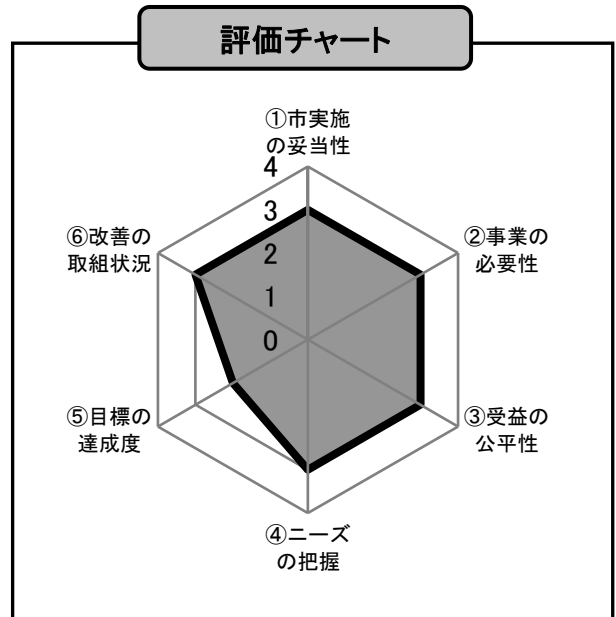 評価チャート
①市実施
の妥当性
4
3
2
1
0
②事業の
必要性
③受益の
公平性
④ニーズ
の把握
⑤目標の
達成度
⑥改善の
取組状況